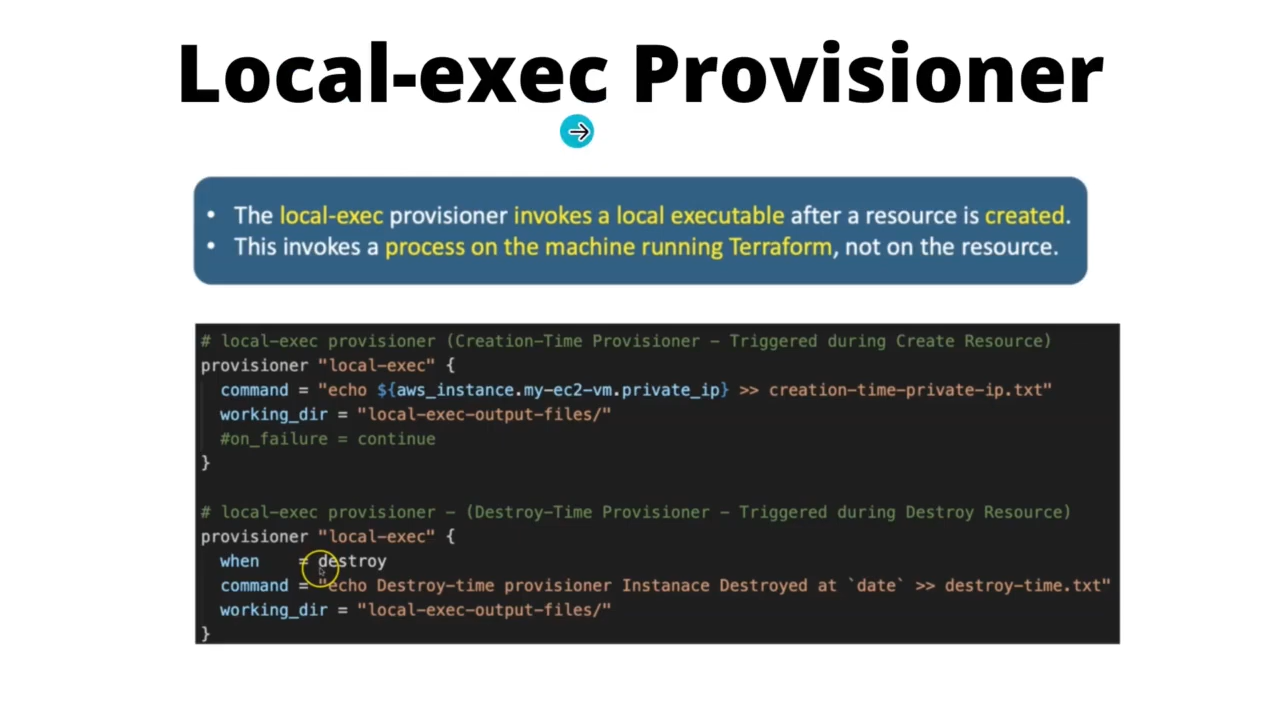 Local-exec Provisioner
• The local-exec provisioner invokes a local executable after a resource is created.
• This invokes a process on the machine running Terraform, not on the resource.
# local-exec provisioner (Creation-Time Provisioner - Triggered during Create Resource)
provisioner "local-exec" {
  command = "echo ${aws_instance.my-ec2-vm.private_ip} >> creation-time-private-ip.txt"
  working_dir = "local-exec-output-files/"
  #on_failure = continue
}
# local-exec provisioner - (Destroy-Time Provisioner - Triggered during Destroy Resource)
provisioner "local-exec" {
  when    = destroy
  command = "echo Destroy-time provisioner Instanace Destroyed at `date` >> destroy-time.txt"
  working_dir = "local-exec-output-files/"
}